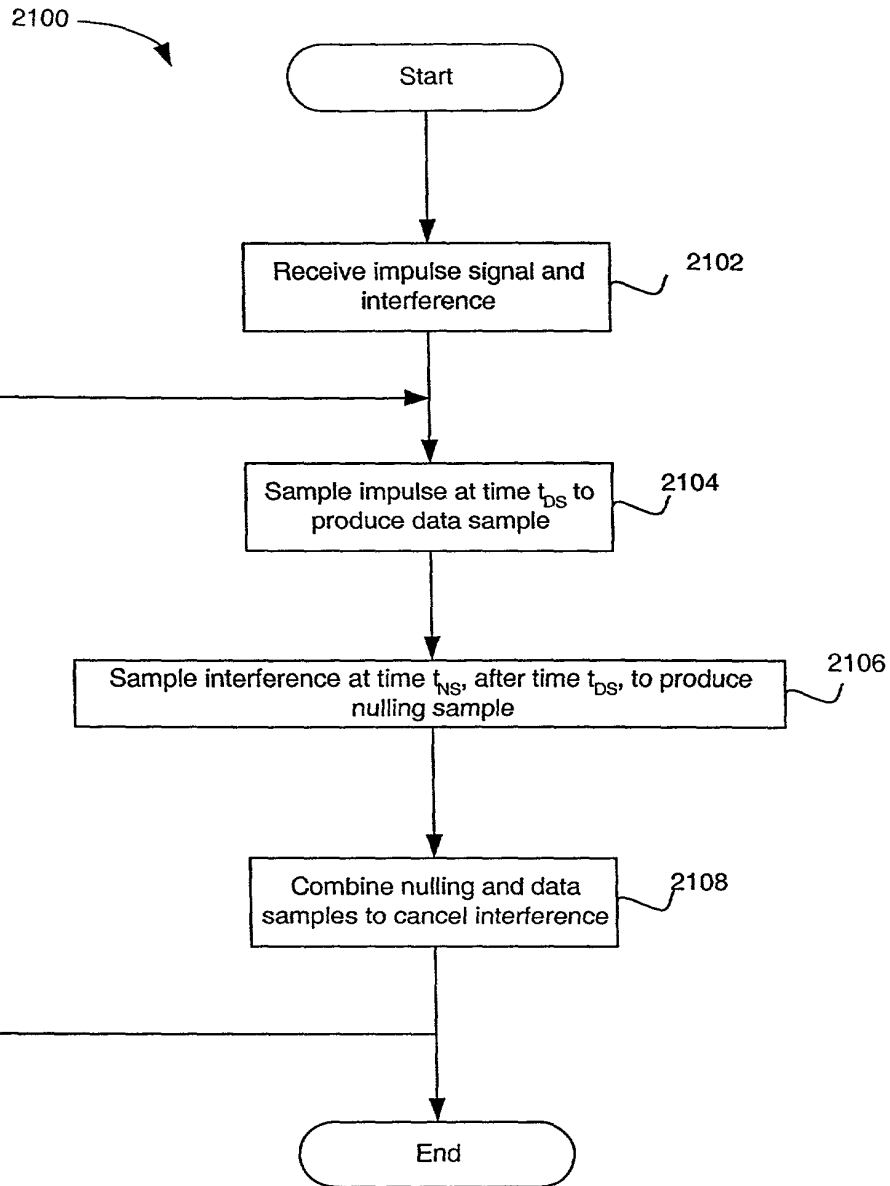 2100
Start
Receive impulse signal and
interference
2102
Sample impulse at time t_DS to
produce data sample
2104
Sample interference at time t_NS, after time t_DS, to produce
nulling sample
2106
Combine nulling and data
samples to cancel interference
2108
End